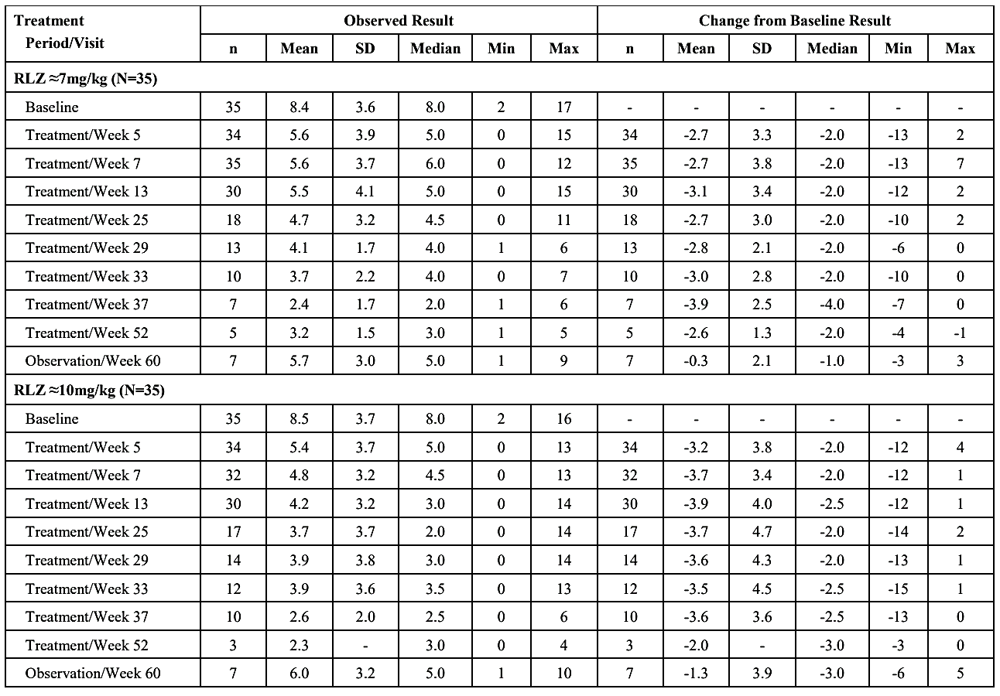 Treatment Observed Result Change from Baseline Result
Period/Visit n Mean SD Median Min Max n Mean SD Median Min Max
RLZ ≈7mg/kg (N=35)
Baseline 35 8.4 3.6 8.0 2 17 - - - - - -
Treatment/Week 5 34 5.6 3.9 5.0 0 15 34 -2.7 3.3 -2.0 -13 2
Treatment/Week 7 35 5.6 3.7 6.0 0 12 35 -2.7 3.8 -2.0 -13 7
Treatment/Week 13 30 5.5 4.1 5.0 0 15 30 -3.1 3.4 -2.0 -12 2
Treatment/Week 25 18 4.7 3.2 4.5 0 11 18 -2.7 3.0 -2.0 -10 2
Treatment/Week 29 13 4.1 1.7 4.0 1 6 13 -2.8 2.1 -2.0 -6 0
Treatment/Week 33 10 3.7 2.2 4.0 0 7 10 -3.0 2.8 -2.0 -10 0
Treatment/Week 37 7 2.4 1.7 2.0 1 6 7 -3.9 2.5 -4.0 -7 0
Treatment/Week 52 5 3.2 1.5 3.0 1 5 5 -2.6 1.3 -2.0 -4 -1
Observation/Week 60 7 5.7 3.0 5.0 1 9 7 -0.3 2.1 -1.0 -3 3
RLZ ≈10mg/kg (N=35)
Baseline 35 8.5 3.7 8.0 2 16 - - - - - -
Treatment/Week 5 34 5.4 3.7 5.0 0 13 34 -3.2 3.8 -2.0 -12 4
Treatment/Week 7 32 4.8 3.2 4.5 0 13 32 -3.7 3.4 -2.0 -12 1
Treatment/Week 13 30 4.2 3.2 3.0 0 14 30 -3.9 4.0 -2.5 -12 1
Treatment/Week 25 17 3.7 3.7 2.0 0 14 17 -3.7 4.7 -2.0 -14 2
Treatment/Week 29 14 3.9 3.8 3.0 0 14 14 -3.6 4.3 -2.0 -13 1
Treatment/Week 33 12 3.9 3.6 3.5 0 13 12 -3.5 4.5 -2.5 -15 1
Treatment/Week 37 10 2.6 2.0 2.5 0 6 10 -3.6 3.6 -2.5 -13 0
Treatment/Week 52 3 2.3 - 3.0 0 4 3 -2.0 - -3.0 -3 0
Observation/Week 60 7 6.0 3.2 5.0 1 10 7 -1.3 3.9 -3.0 -6 5